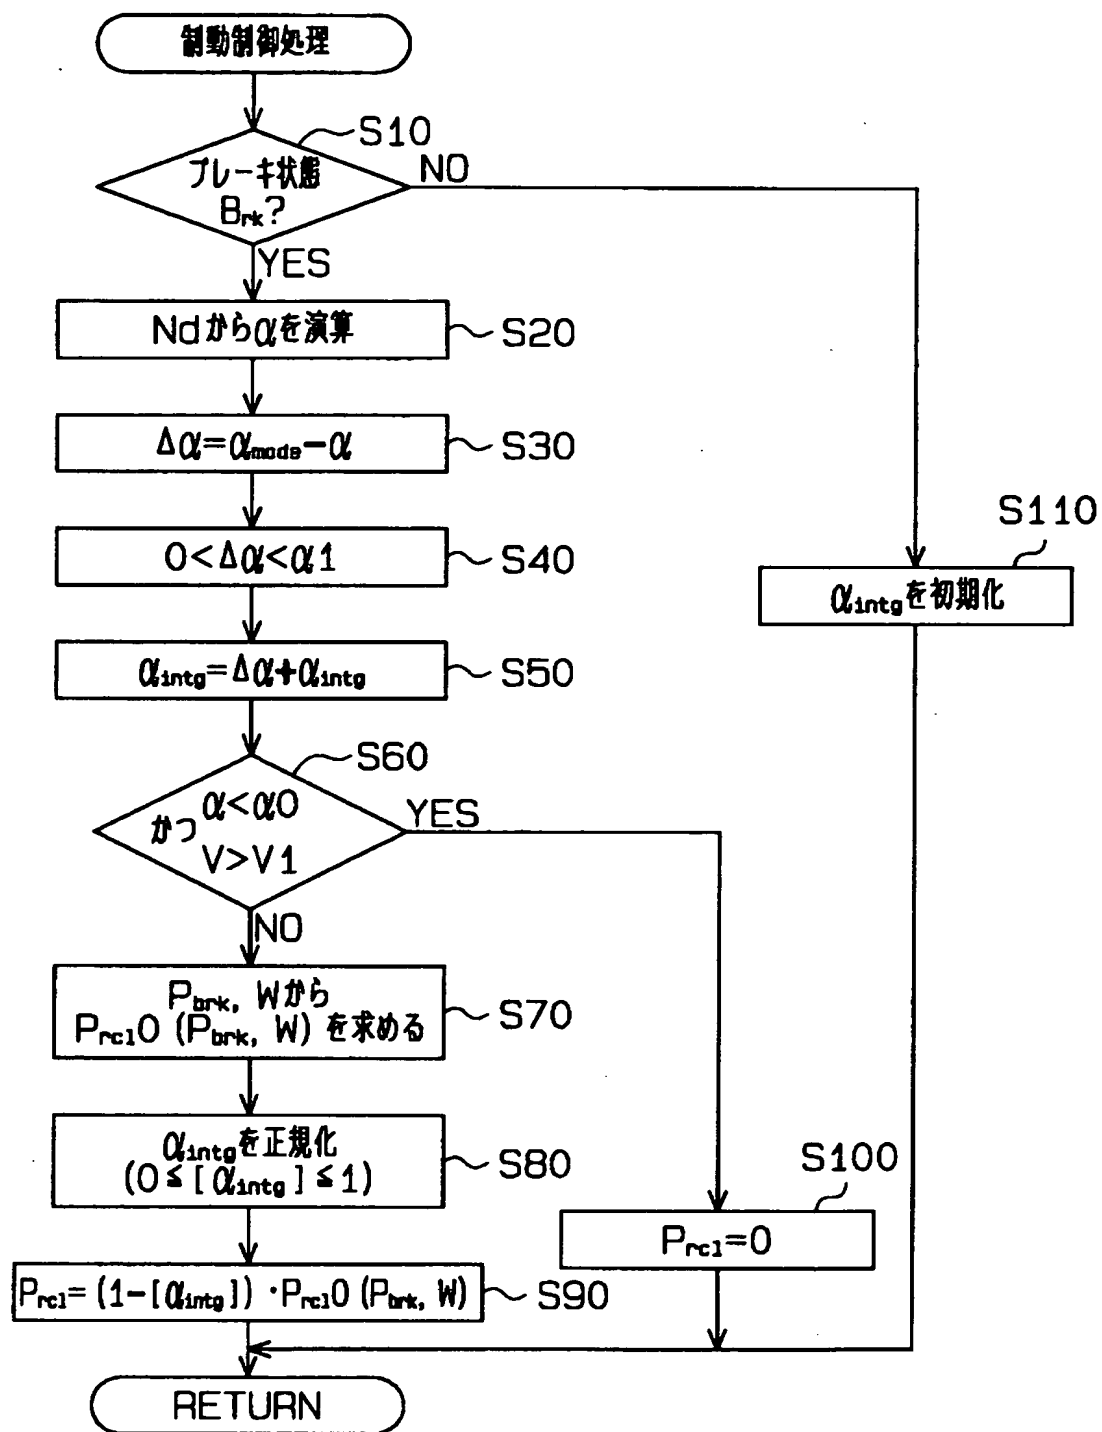 制動制御処理
S10
ブレーキ状態
Brk?
NO
YES
Ndからαを演算
S20
Δα=αmode-α
S30
0<Δα<α1
S40
αintg=Δα+αintg
S50
S110
αintgを初期化
S60
α<α0
かつ
V>V1
YES
NO
Pbrk, Wから
Prcl0 (Pbrk, W) を求める
S70
αintgを正規化
(0≦[αintg]≦1)
S80
S100
Prcl=0
Prcl=(1-[αintg])・Prcl0 (Pbrk, W)
S90
RETURN